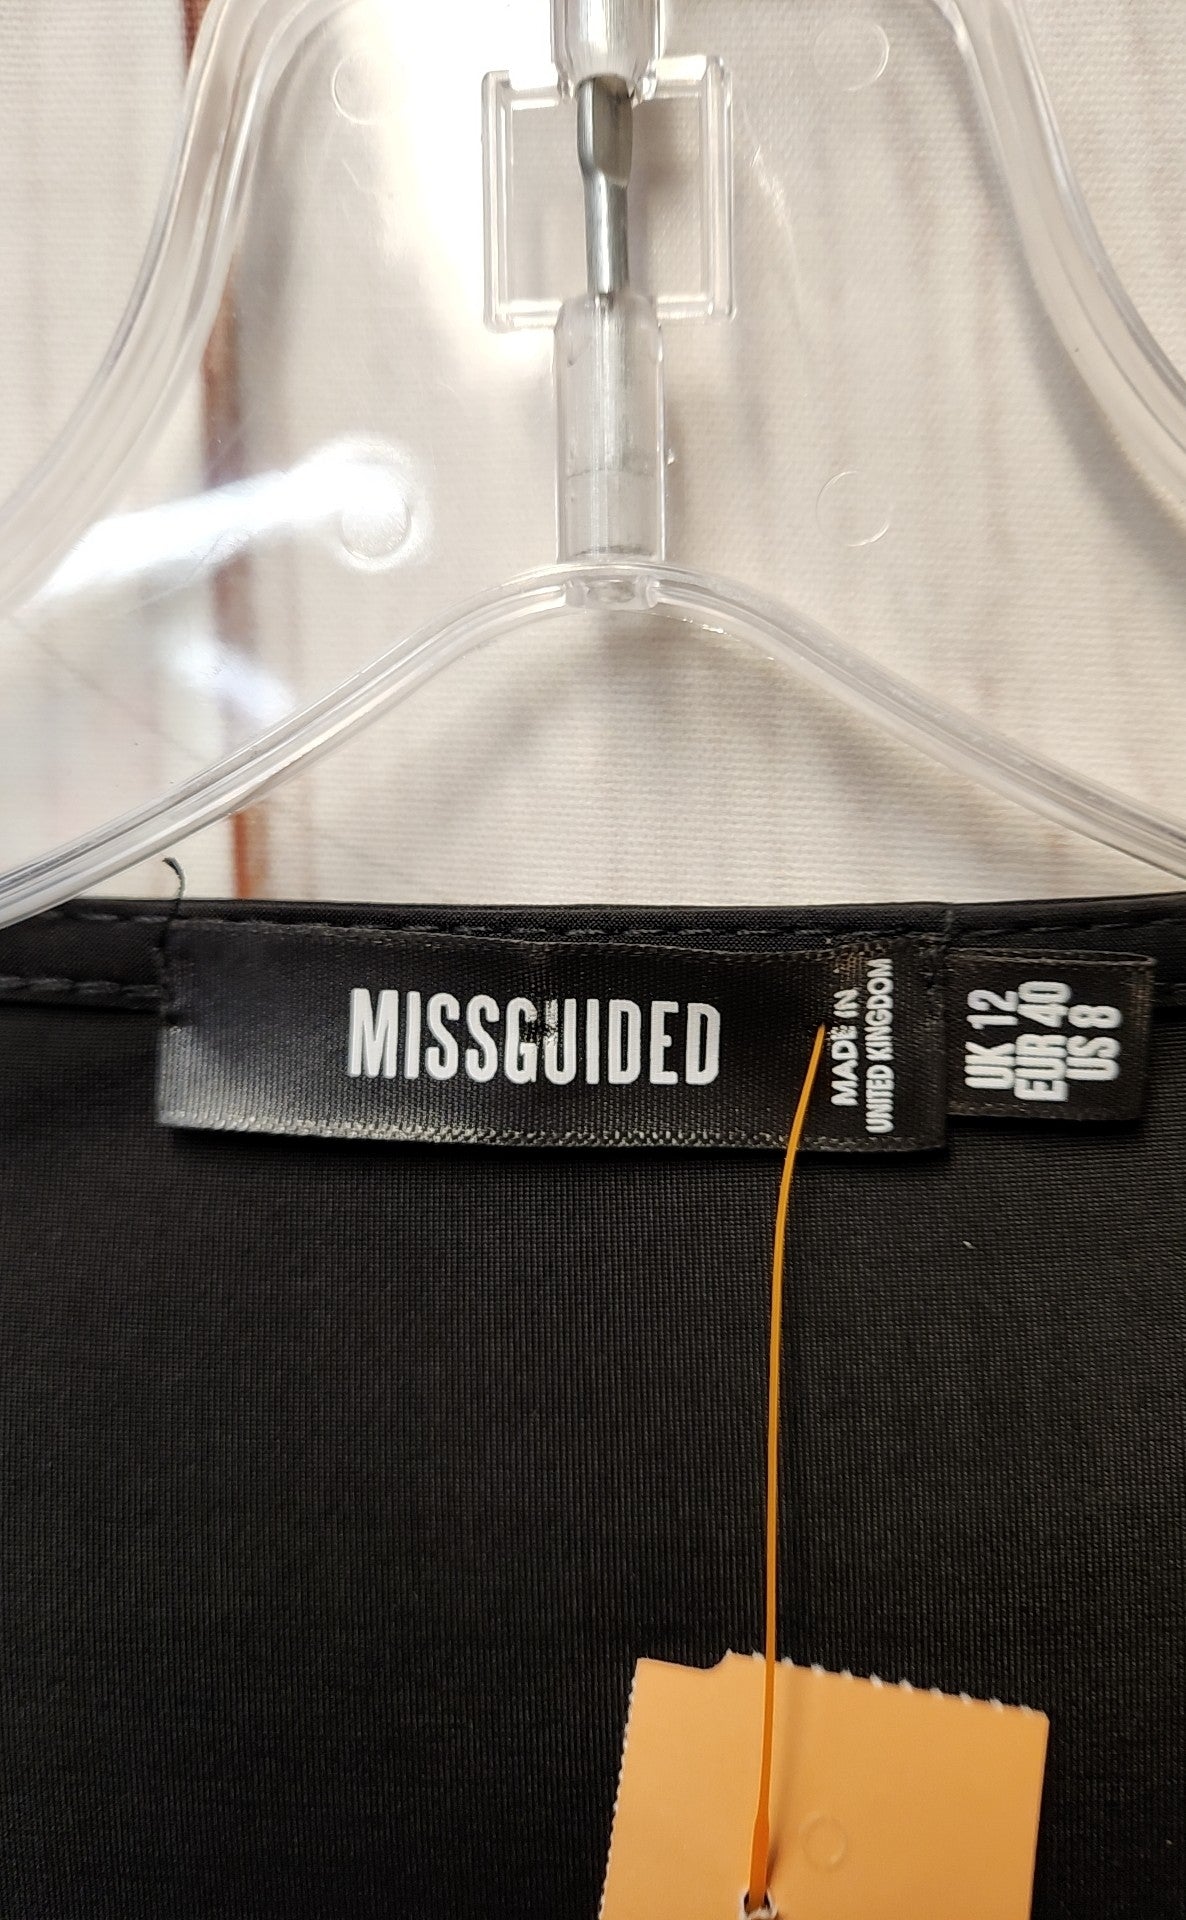 MISSGUIDED
MADE IN
UNITED KINGDOM
UK 12
EUR 40
US 8